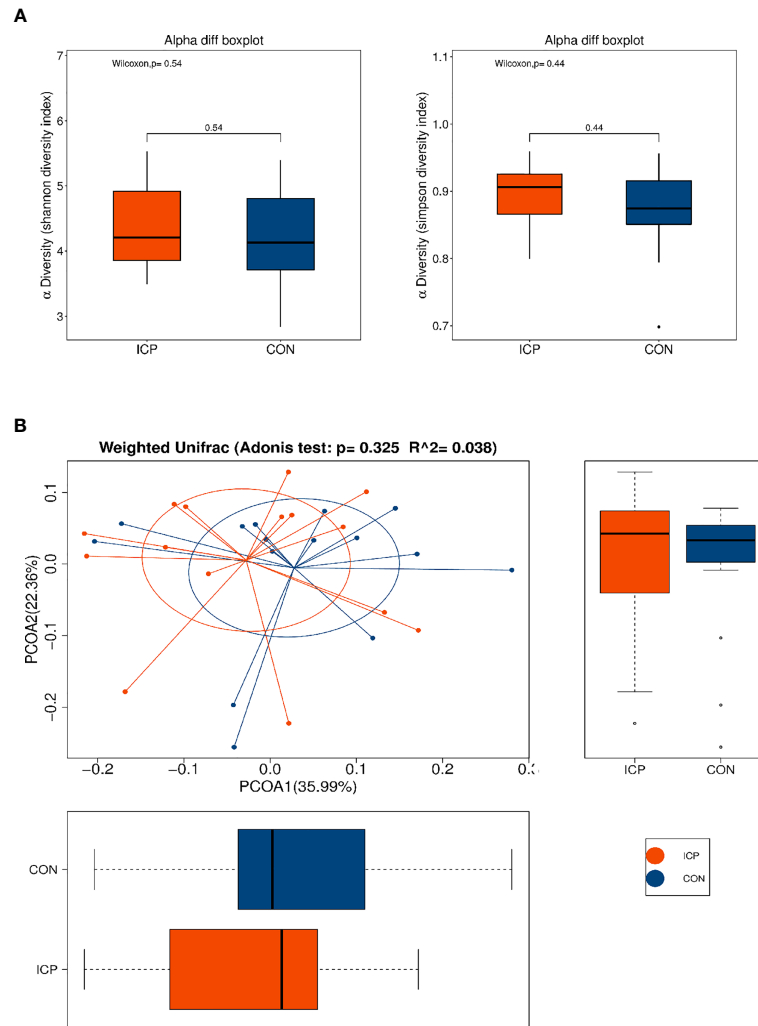 A
Alpha diff boxplot
Wilcoxon,p= 0.54
0.54
α Diversity (shannon diversity index)
7
6
5
4
3
ICP CON
Alpha diff boxplot
Wilcoxon,p= 0.44
0.44
α Diversity (simpson diversity index)
1.1
1.0
0.9
0.8
0.7
ICP CON
B
Weighted Unifrac (Adonis test: p= 0.325 R^2= 0.038)
PCOA2(22.36%)
0.1
0.0
−0.1
−0.2
−0.2 −0.1 0.0 0.1 0.2 0.
PCOA1(35.99%)
ICP CON
CON
ICP
ICP
CON